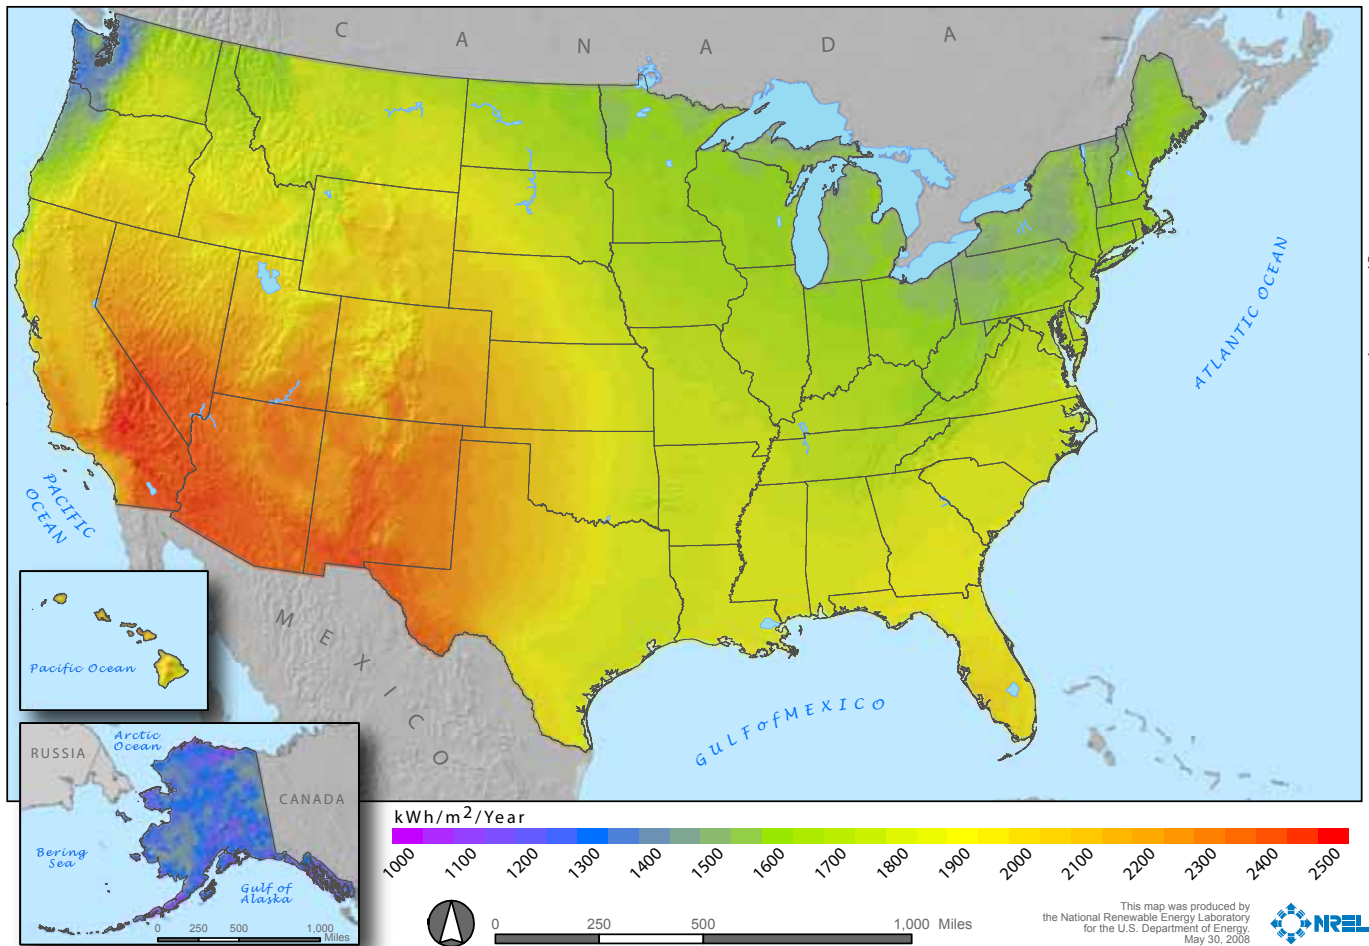 C A N A D A
ATLANTIC OCEAN
PACIFIC
OCEAN
MEXICO
GULF of MEXICO
Pacific Ocean
RUSSIA
Arctic
Ocean
CANADA
Bering
Sea
Gulf of
Alaska
0 250 500 1,000 Miles
kWh/m²/Year
1000 1100 1200 1300 1400 1500 1600 1700 1800 1900 2000 2100 2200 2300 2400 2500
0 250 500 1,000 Miles
This map was produced by
the National Renewable Energy Laboratory
for the U.S. Department of Energy.
May 30, 2008
NREL